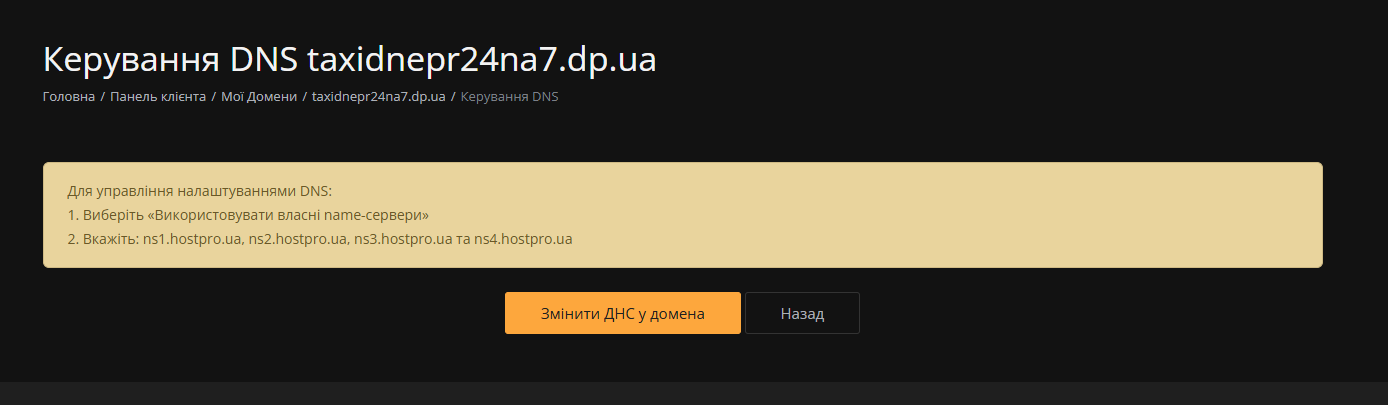 Керування DNS taxidnepr24na7.dp.ua
Головна / Панель клієнта / Мої Домени / taxidnepr24na7.dp.ua / Керування DNS
Для управління налаштуваннями DNS:
1. Виберіть «Використовувати власні name-сервери»
2. Вкажіть: ns1.hostpro.ua, ns2.hostpro.ua, ns3.hostpro.ua та ns4.hostpro.ua
Змінити ДНС у домена Назад